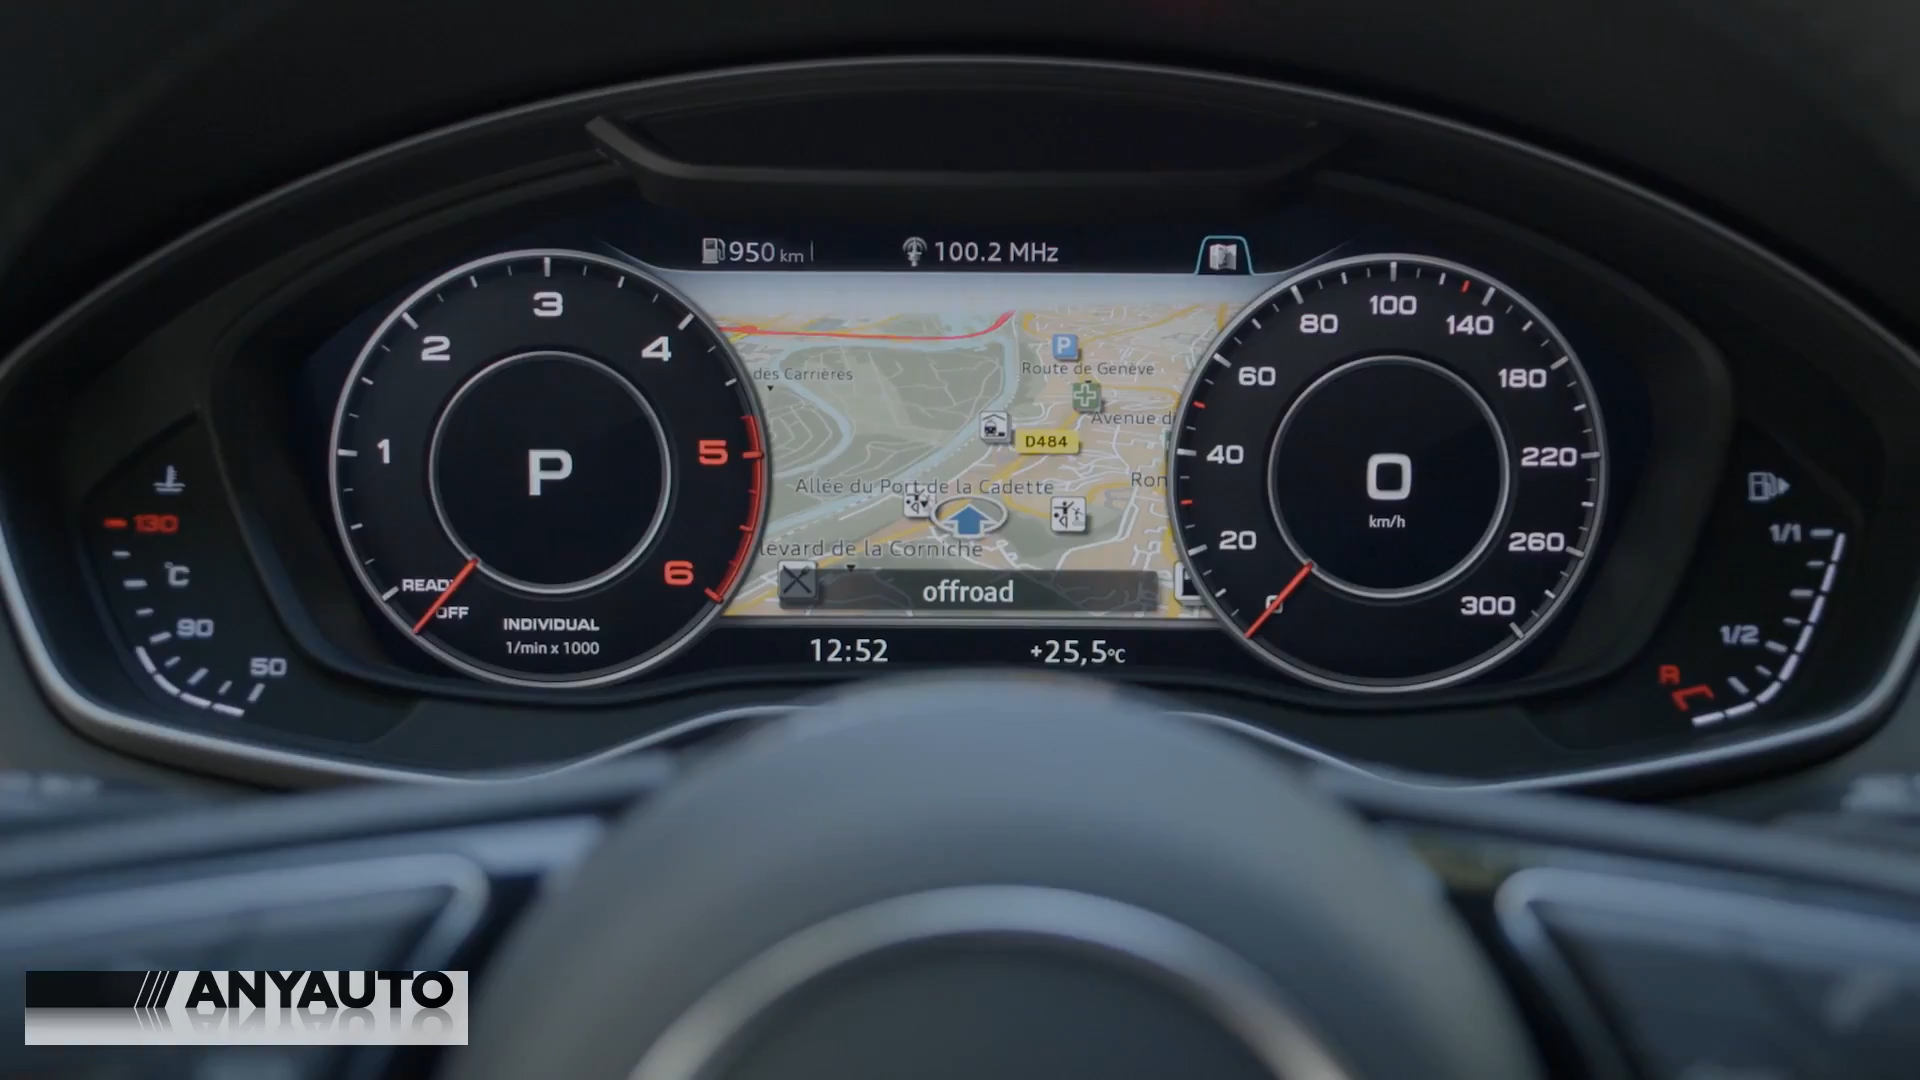 950 km
100.2 MHz
3
2
4
1
5
6
READY
OFF
P
INDIVIDUAL
1/min x 1000
des Carrières
P
Route de Genève
Avenue d
D484
Allée du Port de la Cadette
Ron
levard de la Corniche
offroad
12:52
+25,5°C
100
80
140
60
180
40
220
20
260
0
300
0
km/h
130
°C
90
50
1/1
1/2
R
ANYAUTO